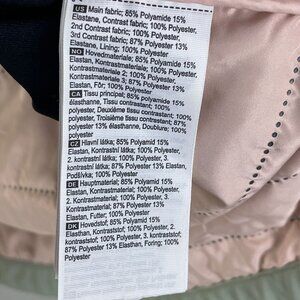 US Main fabric; 85% Polyamide 15%
Elastane, Contrast fabric; 100% Polyester,
2nd Contrast fabric; 100% Polyester,
3rd Contrast fabric; 87% Polyester 13%
Elastane, Lining; 100% Polyester,
NO Hovedmateriale; 85% Polyamid 15%
Elastan, Kontrastmateriale; 100% Polyester,
Kontrastmateriale 2; 100% Polyester,
Kontrastmateriale 3; 87% Polyester 13%
Elastan, Fôr; 100% Polyester,
CA Tissu principal; 85% polyamide 15%
élasthanne, Tissu contrastant; 100%
polyester, Deuxième tissu contrastant; 100%
polyester, Troisième tissu contrastant; 87%
polyester 13% élasthanne, Doublure; 100%
polyester,
CZ Hlavní látka; 85% Polyamid 15%
Elastan, Kontrastní látka; 100% Polyester,
2. kontrastní látka; 100% Polyester, 3.
kontrastní látka; 87% Polyester 13% Elastan,
Podšívka; 100% Polyester,
DE Hauptmaterial; 85% Polyamid 15%
Elastan, Kontrastmaterial; 100% Polyester,
2. Kontrastmaterial; 100% Polyester, 3.
Kontrastmaterial; 87% Polyester 13%
Elastan, Futter; 100% Polyester,
DK Hovedstof; 85% Polyamid 15%
Elasthan, Kontraststof; 100% Polyester, 2.
kontraststof; 100% Polyester, 3. kontraststof;
87% Polyester 13% Elasthan, Foring; 100%
Polyester,